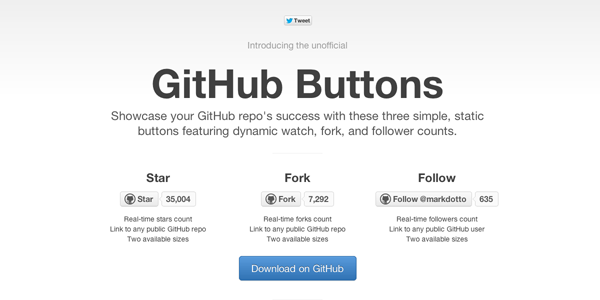 Tweet
Introducing the unofficial
GitHub Buttons
Showcase your GitHub repo's success with these three simple, static
buttons featuring dynamic watch, fork, and follower counts.
Star
Fork
Follow
Star 35,004
Fork 7,292
Follow @markdotto 635
Real-time stars count
Link to any public GitHub repo
Two available sizes
Real-time forks count
Link to any public GitHub repo
Two available sizes
Real-time followers count
Link to any public GitHub user
Two available sizes
Download on GitHub